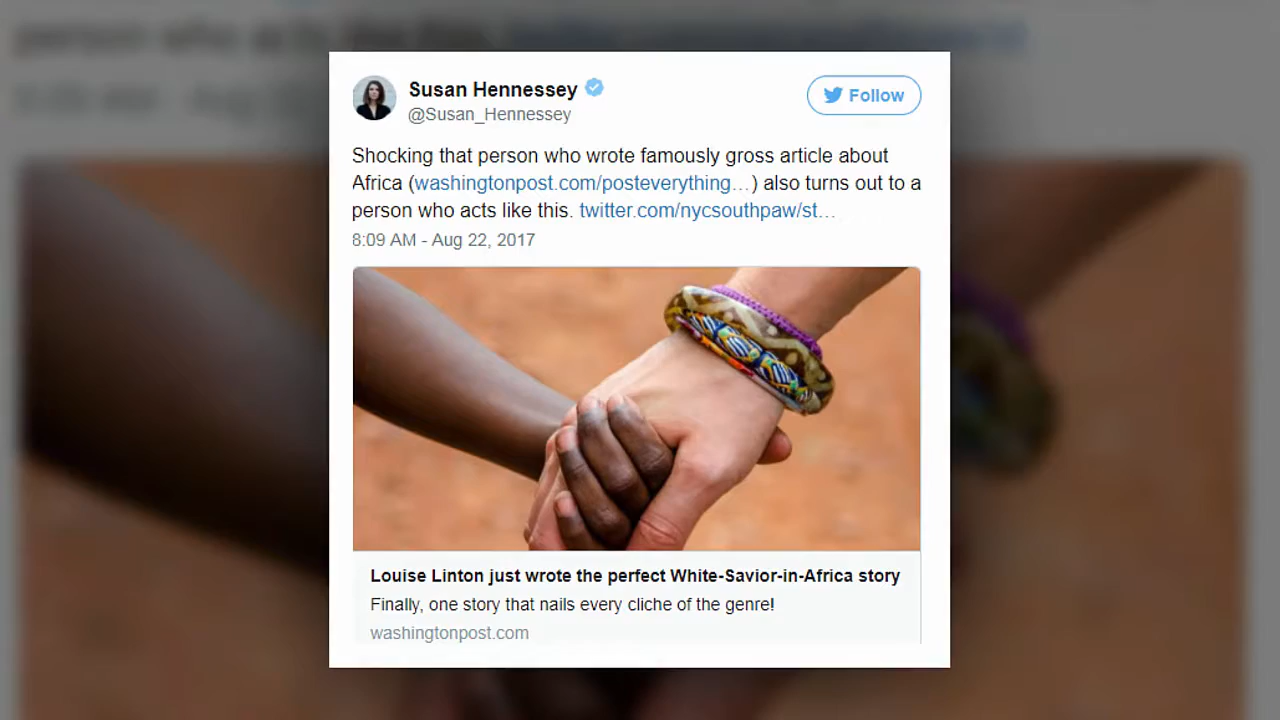 Susan Hennessey
@Susan_Hennessey
Follow
Shocking that person who wrote famously gross article about
Africa (washingtonpost.com/posteverything…) also turns out to a
person who acts like this. twitter.com/nycsouthpaw/st…
8:09 AM - Aug 22, 2017
Louise Linton just wrote the perfect White-Savior-in-Africa story
Finally, one story that nails every cliche of the genre!
washingtonpost.com